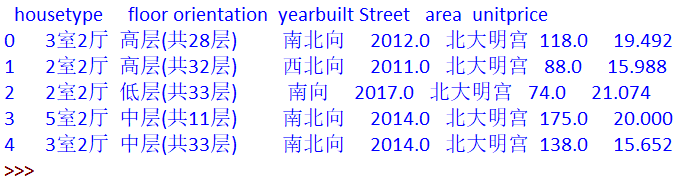 housetype floor orientation yearbuilt Street area unitprice
0 3室2厅 高层(共28层) 南北向 2012.0 北大明宫 118.0 19.492
1 2室2厅 高层(共32层) 西北向 2011.0 北大明宫 88.0 15.988
2 2室2厅 低层(共33层) 南向 2017.0 北大明宫 74.0 21.074
3 5室2厅 中层(共11层) 南北向 2014.0 北大明宫 175.0 20.000
4 3室2厅 中层(共33层) 南北向 2014.0 北大明宫 138.0 15.652
>>>